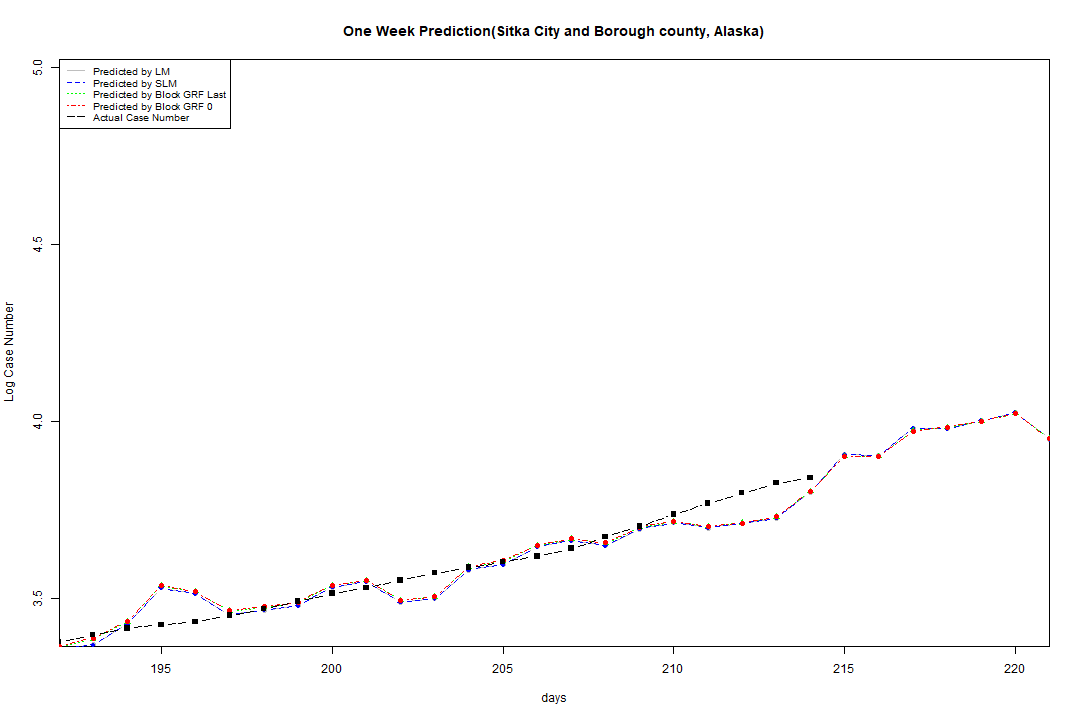 One Week Prediction(Sitka City and Borough county, Alaska)
Predicted by LM
Predicted by SLM
Predicted by Block GRF Last
Predicted by Block GRF 0
Actual Case Number
5.0
4.5
4.0
3.5
Log Case Number
195
200
205
210
215
220
days